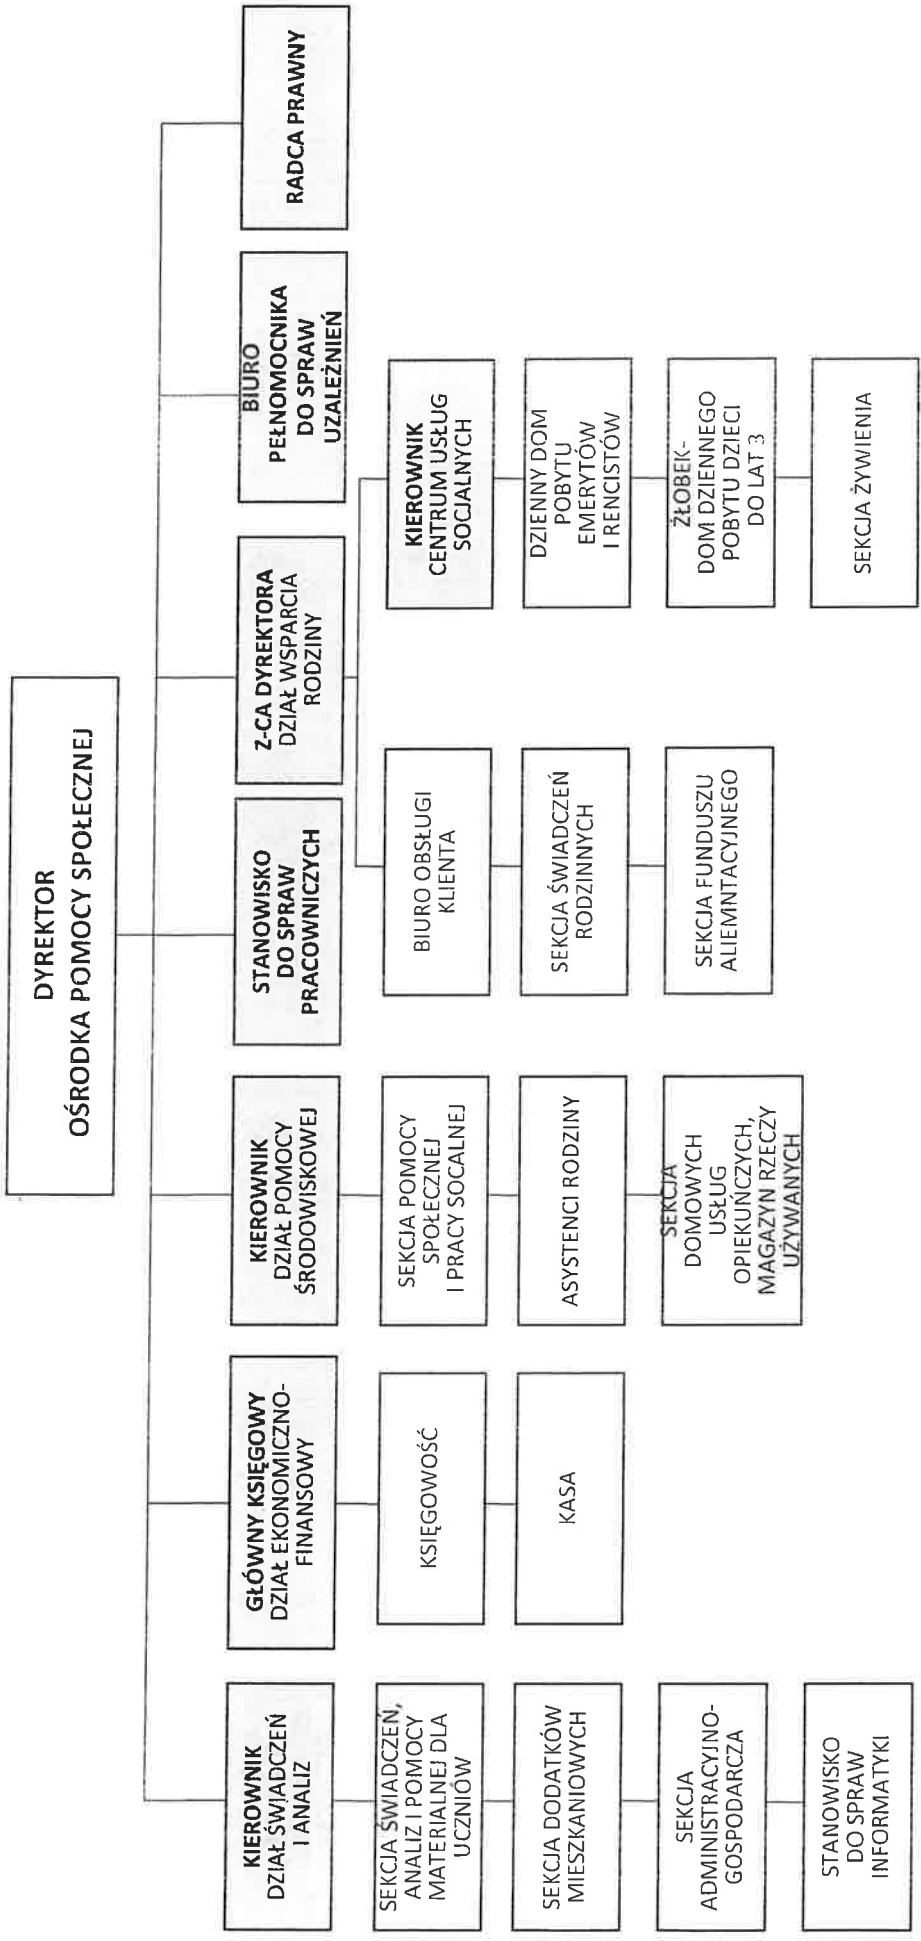 DYREKTOR
OŚRODKA POMOCY SPOŁECZNEJ
KIEROWNIK
DZIAŁ ŚWIADCZEŃ
I ANALIZ
SEKCJA ŚWIADCZEŃ,
ANALIZ I POMOCY
MATERIALNEJ DLA
UCZNIÓW
SEKCJA DODATKÓW
MIESZKANIOWYCH
SEKCJA
ADMINISTRACYJNO-
GOSPODARCZA
STANOWISKO
DO SPRAW
INFORMATYKI
GŁÓWNY KSIĘGOWY
DZIAŁ EKONOMICZNO-
FINANSOWY
KSIĘGOWOŚĆ
KASA
KIEROWNIK
DZIAŁ POMOCY
ŚRODOWISKOWEJ
SEKCJA POMOCY
SPOŁECZNEJ
I PRACY SOCALNEJ
ASYSTENCI RODZINY
SEKCJA
DOMOWYCH
USŁUG
OPIEKUŃCZYCH,
MAGAZYN RZECZY
UŻYWANYCH
STANOWISKO
DO SPRAW
PRACOWNICZYCH
Z-CA DYREKTORA
DZIAŁ WSPARCIA
RODZINY
BIURO OBSŁUGI
KLIENTA
SEKCJA ŚWIADCZEŃ
RODZINNYCH
SEKCJA FUNDUSZU
ALIEMNTACYJNEGO
KIEROWNIK
CENTRUM USŁUG
SOCJALNYCH
DZIENNY DOM
POBYTU
EMERYTÓW
I RENCISTÓW
ŻŁOBEK-
DOM DZIENNEGO
POBYTU DZIECI
DO LAT 3
SEKCJA ŻYWIENIA
BIURO
PEŁNOMOCNIKA
DO SPRAW
UZALEŻNIEŃ
RADCA PRAWNY